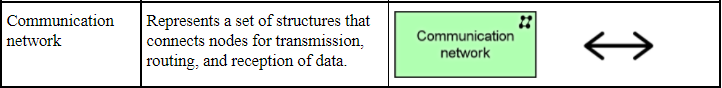 Communication
network
Represents a set of structures that
connects nodes for transmission,
routing, and reception of data.
Communication
network